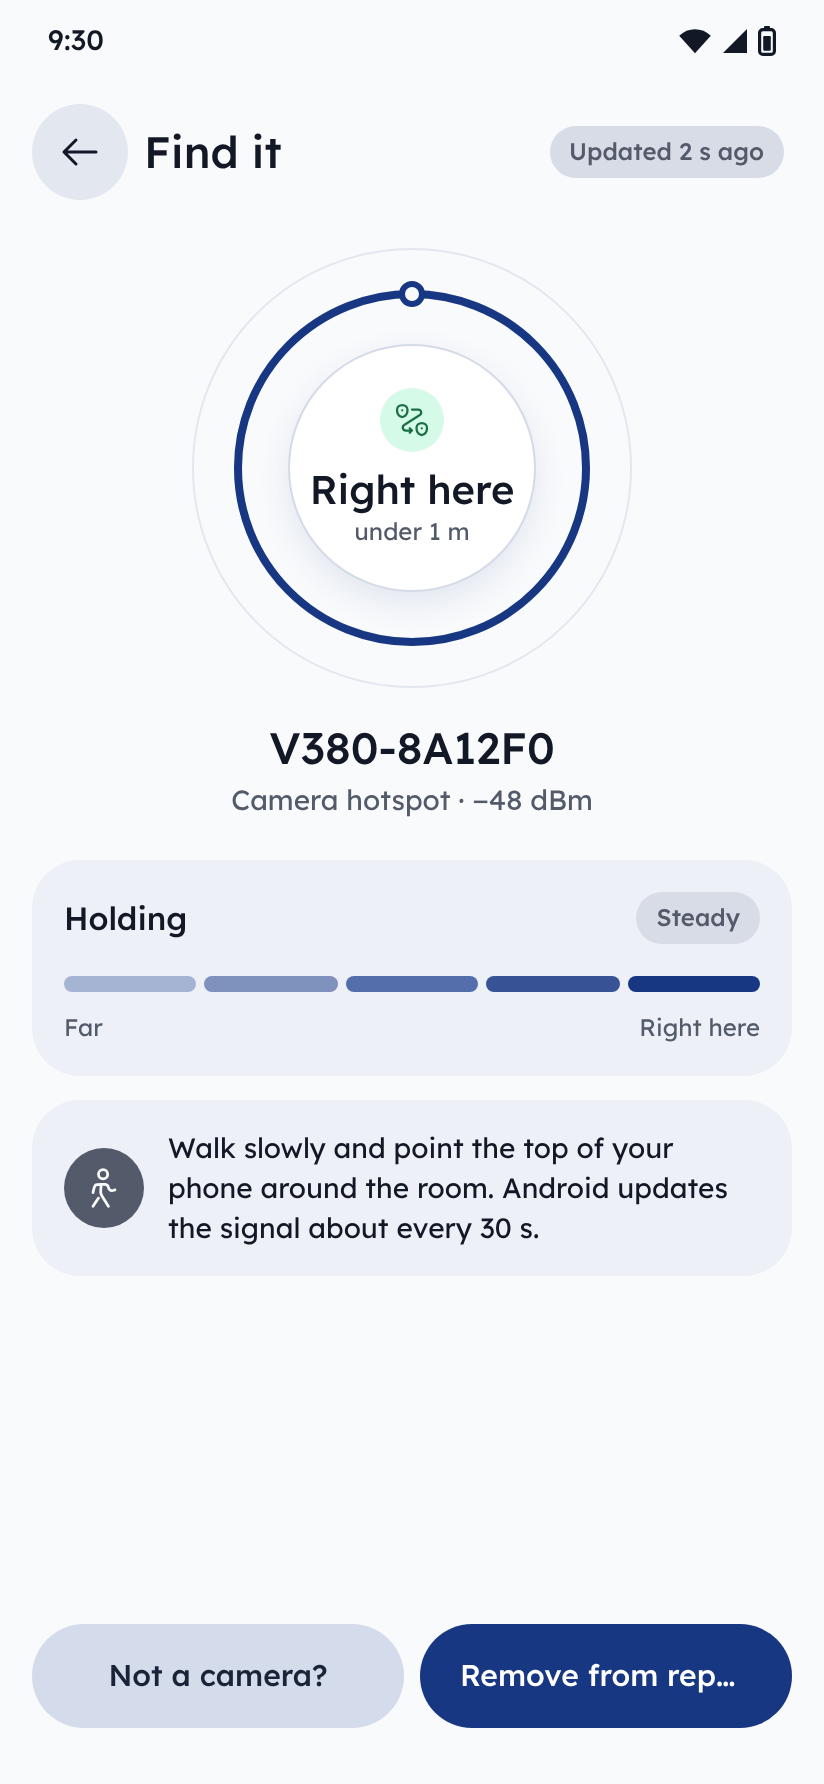 9:30
Find it
Updated 2 s ago
Right here
under 1 m
V380-8A12F0
Camera hotspot · −48 dBm
Holding
Steady
Far
Right here
Walk slowly and point the top of your
phone around the room. Android updates
the signal about every 30 s.
Not a camera?
Remove from rep...